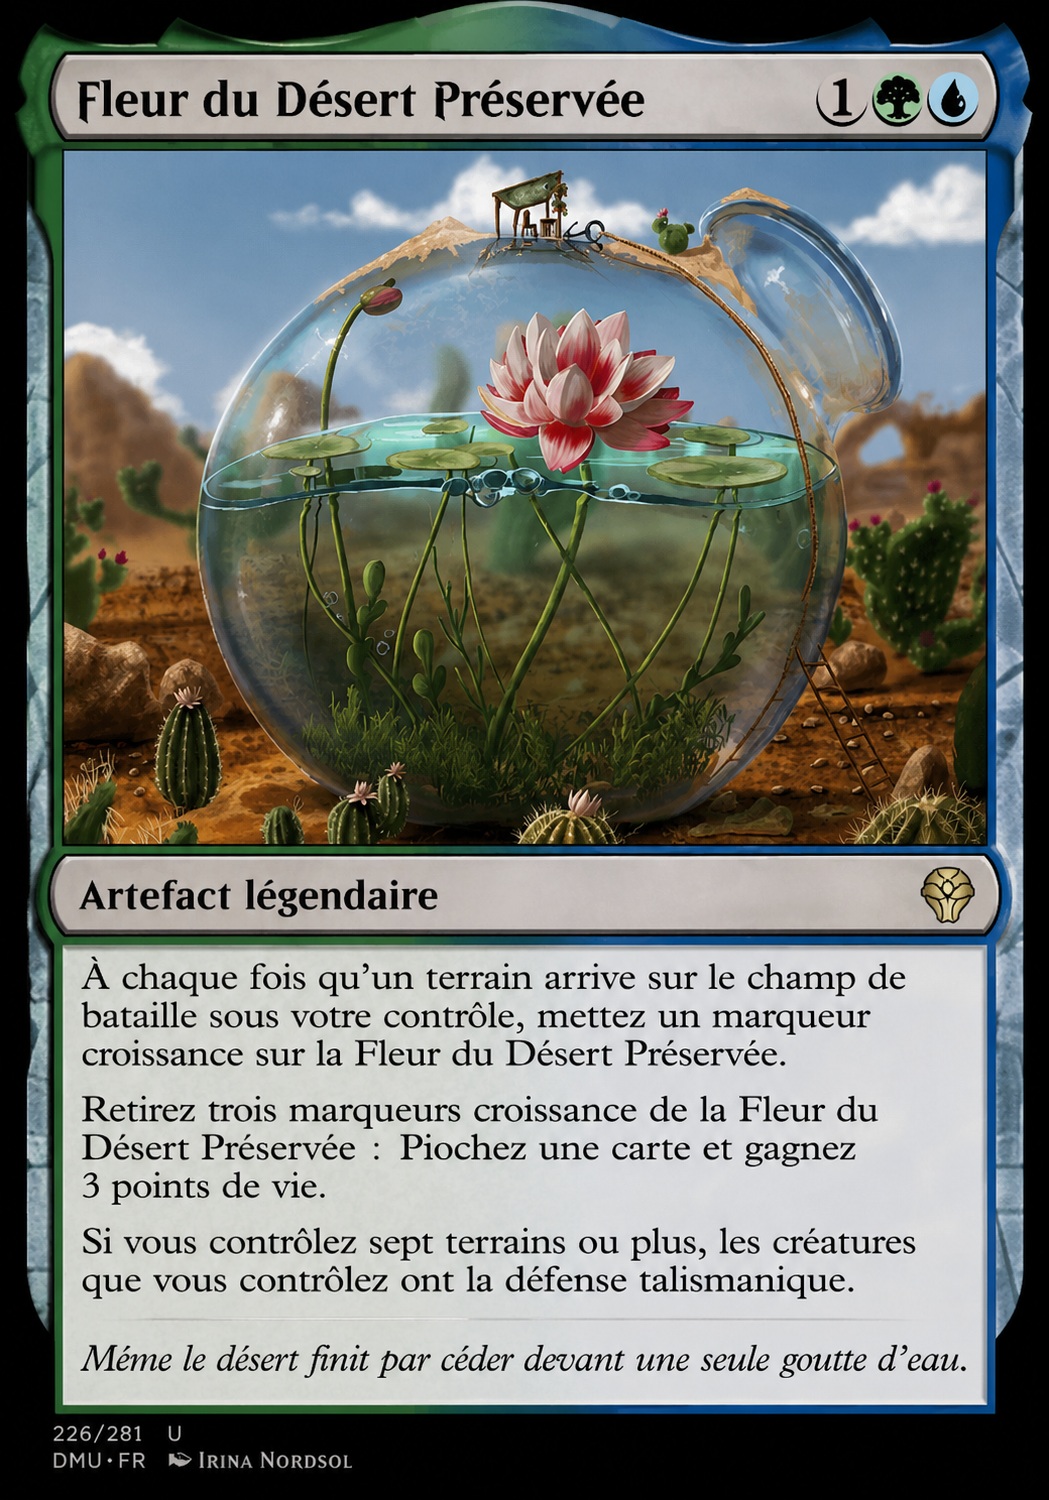 Fleur du Désert Préservée 1
Artefact légendaire
À chaque fois qu’un terrain arrive sur le champ de
bataille sous votre contrôle, mettez un marqueur
croissance sur la Fleur du Désert Préservée.
Retirez trois marqueurs croissance de la Fleur du
Désert Préservée : Piochez une carte et gagnez
3 points de vie.
Si vous contrôlez sept terrains ou plus, les créatures
que vous contrôlez ont la défense talismanique.
Méme le désert finit par céder devant une seule goutte d’eau.
226/281 U
DMU • FR Irina Nordsol